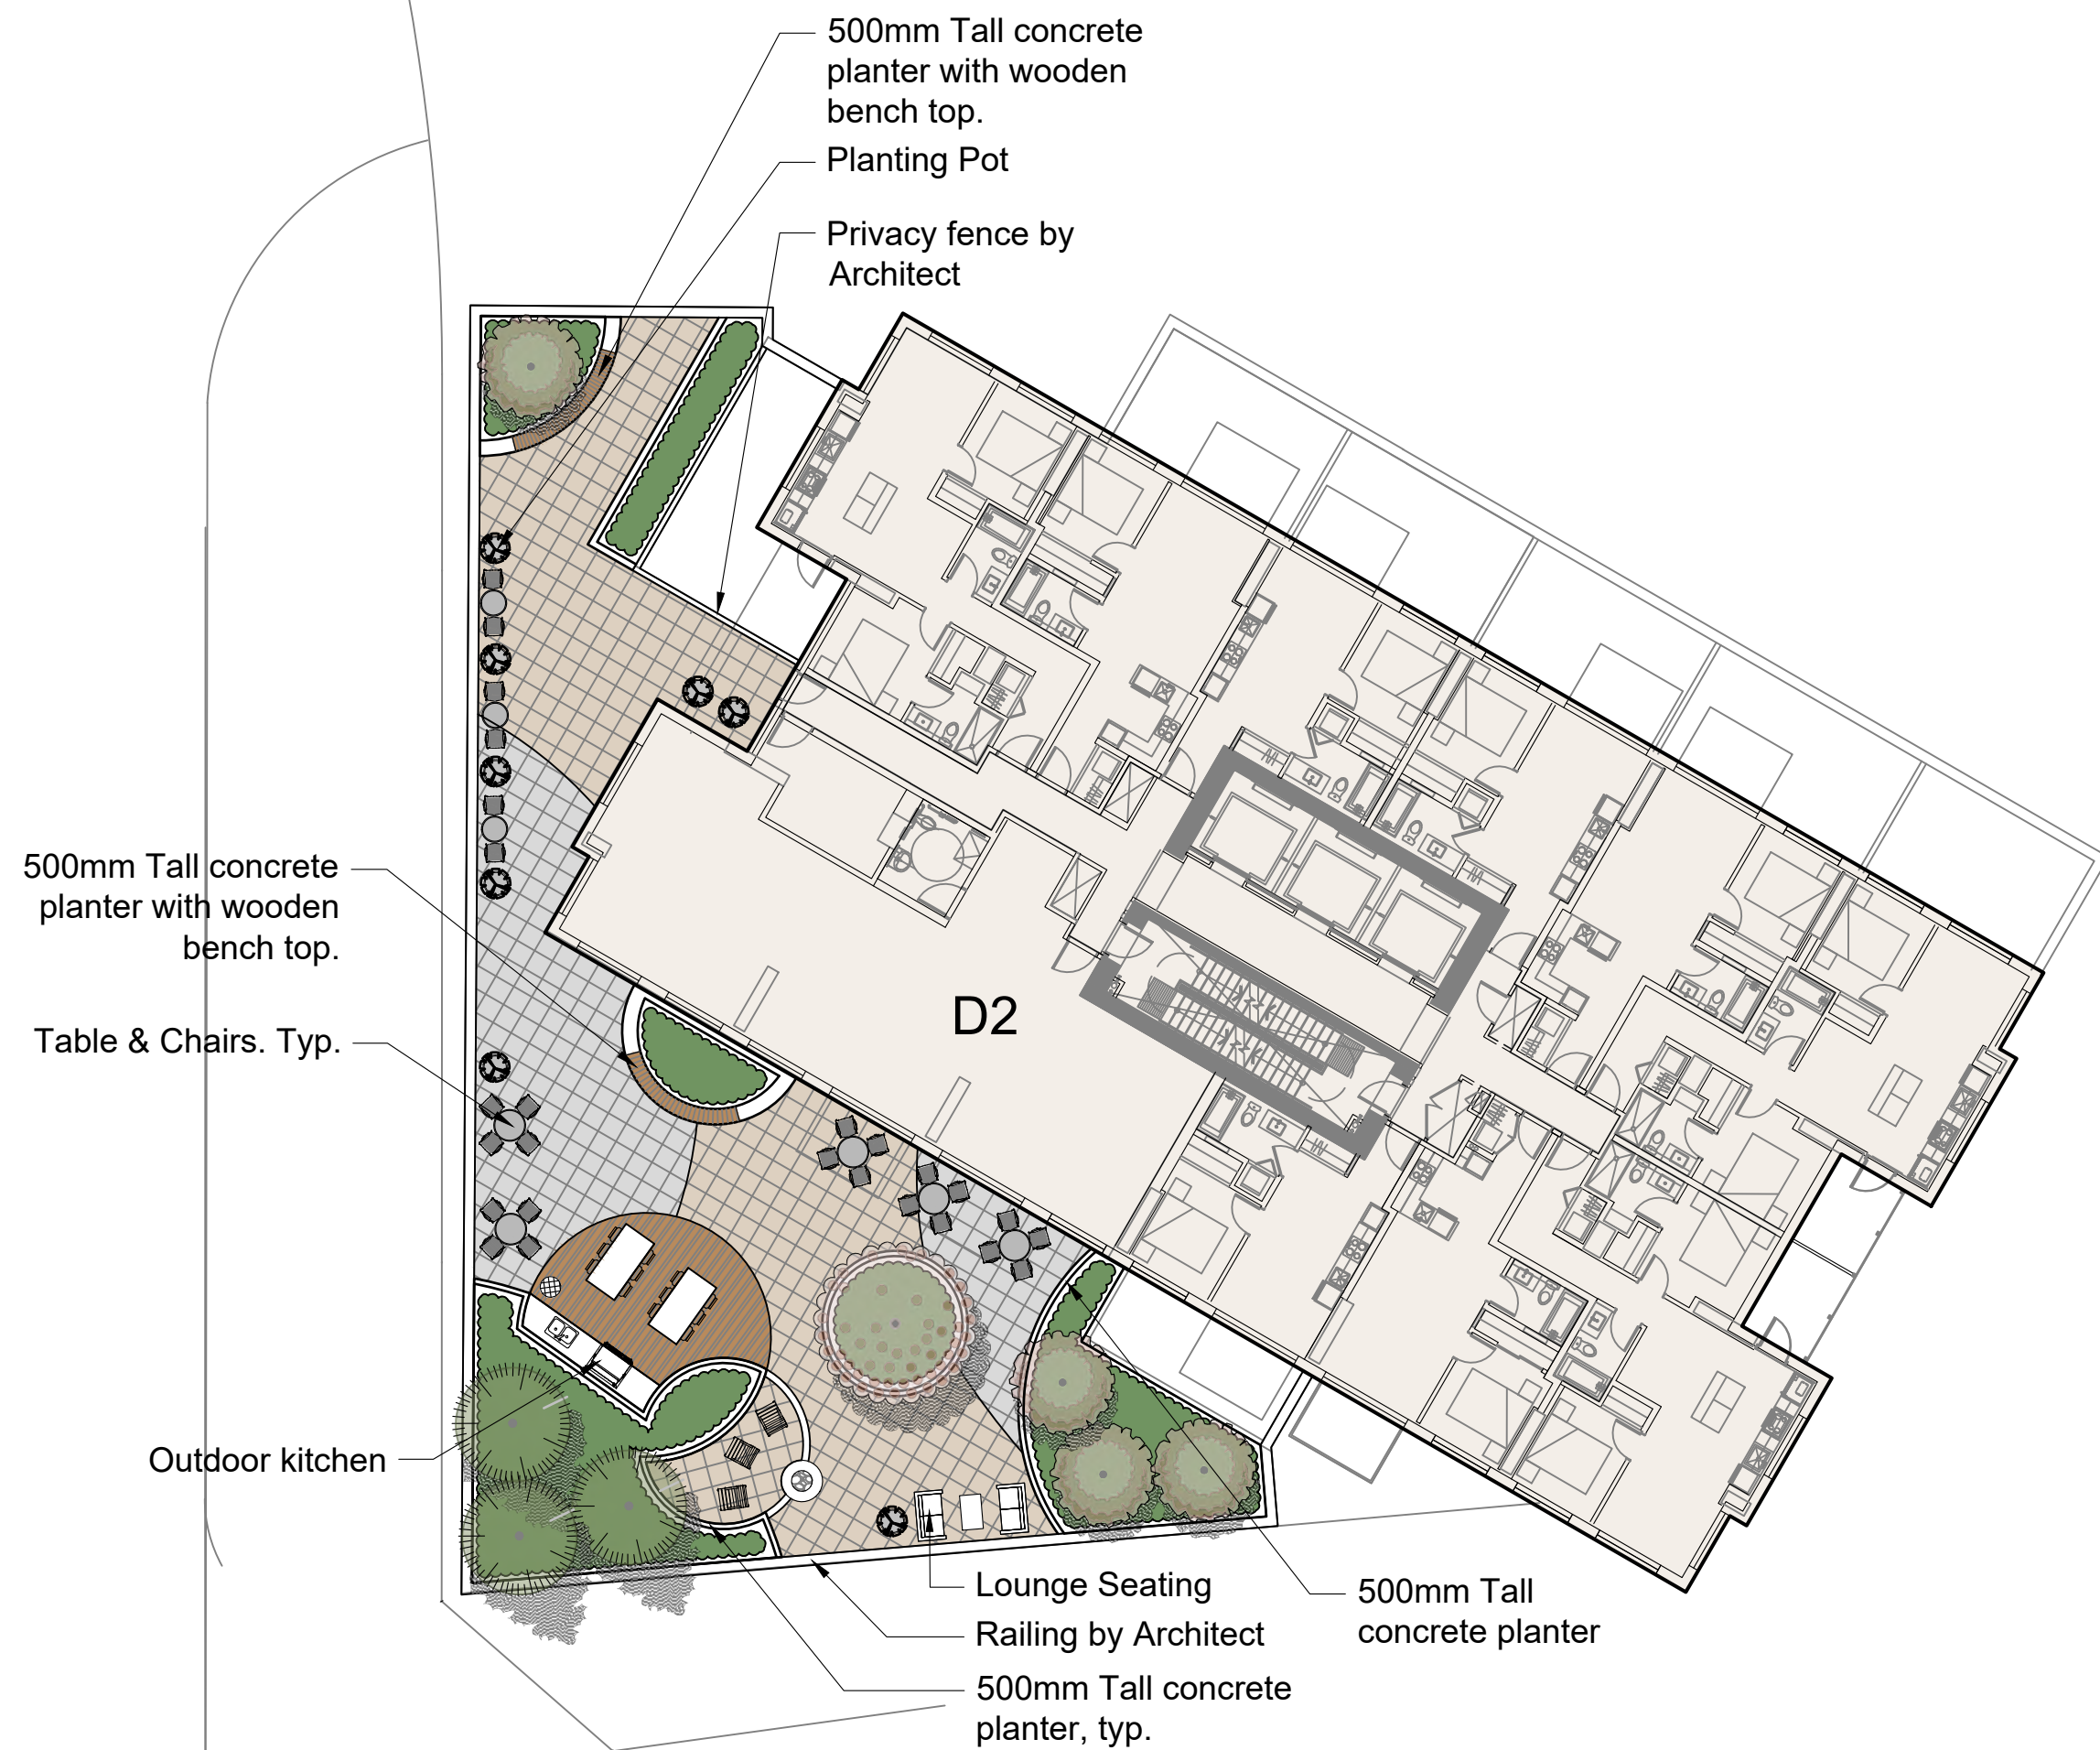 500mm Tall concrete
planter with wooden
bench top.
Planting Pot
Privacy fence by
Architect
500mm Tall concrete
planter with wooden
bench top.
Table & Chairs. Typ.
D2
Outdoor kitchen
Lounge Seating
Railing by Architect
500mm Tall concrete
planter, typ.
500mm Tall
concrete planter